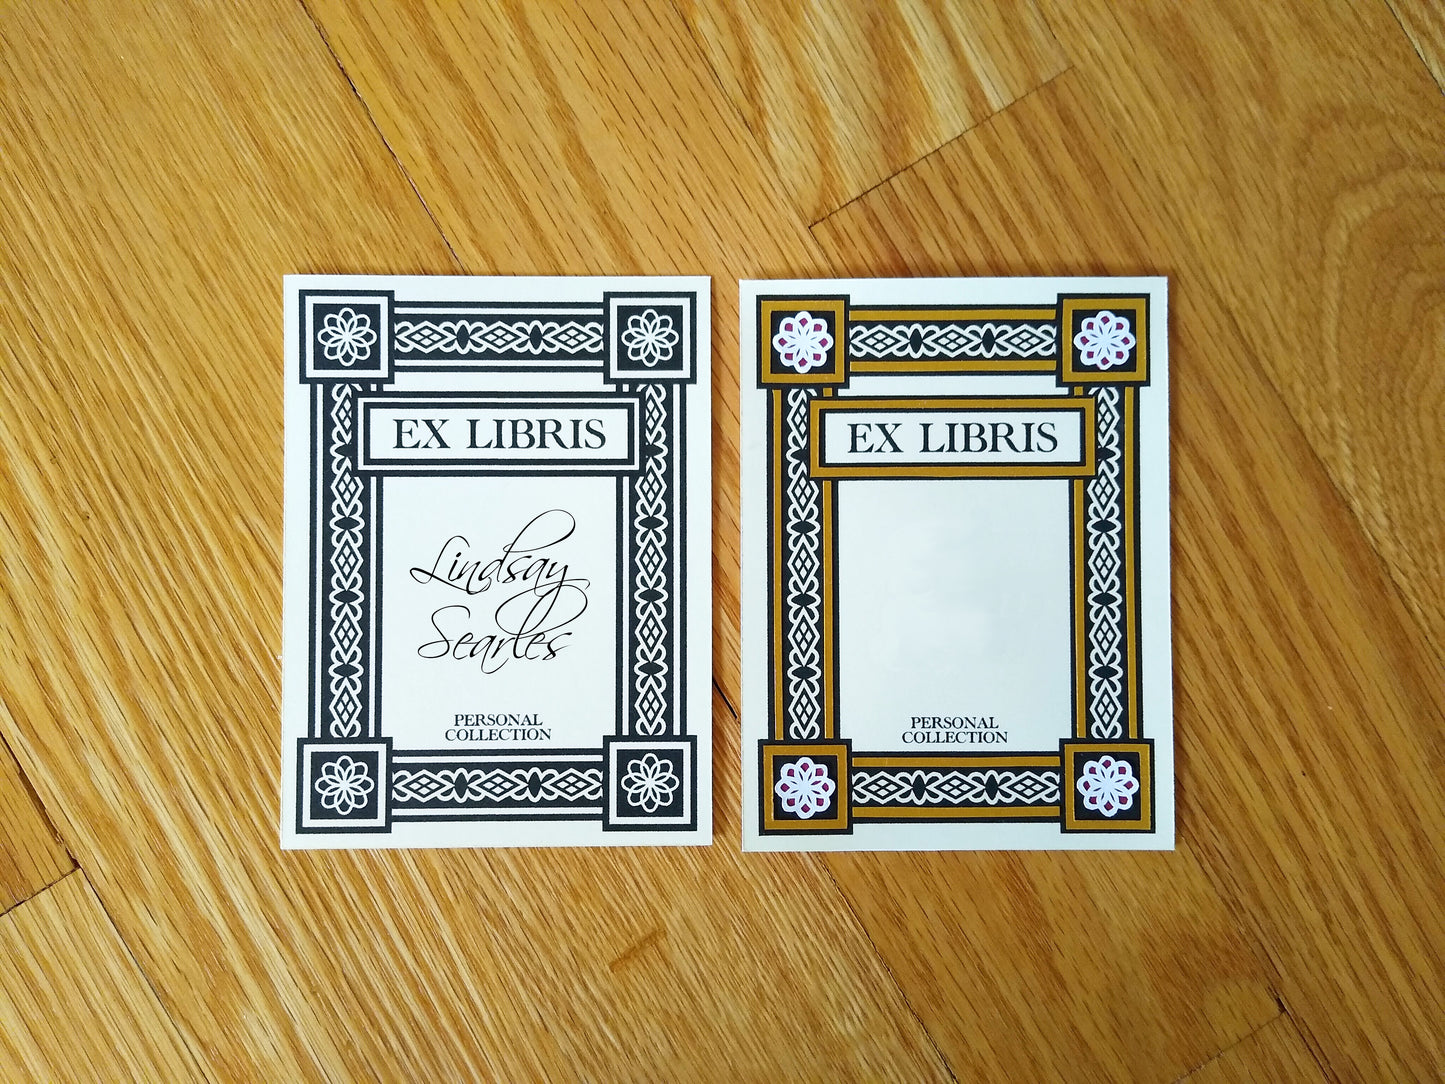 EX LIBRIS
Lindsay
Searles
PERSONAL
COLLECTION
EX LIBRIS
PERSONAL
COLLECTION